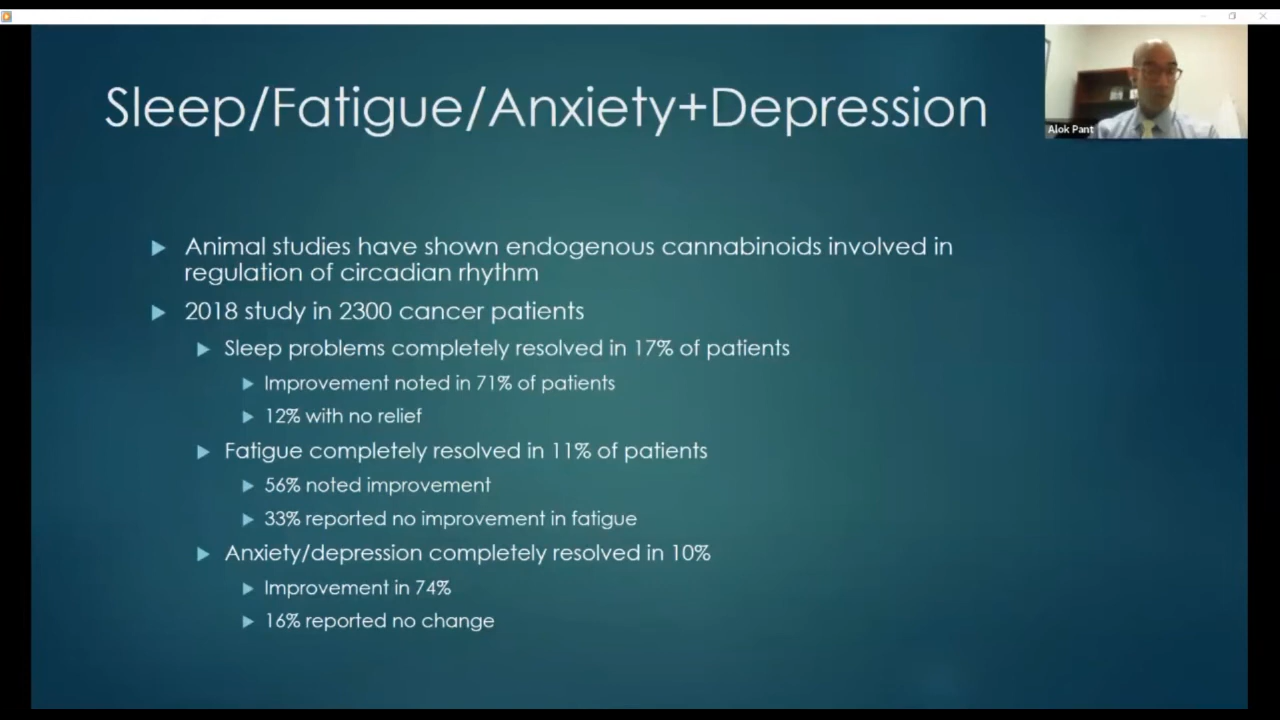 Sleep/Fatigue/Anxiety+Depression
Alok Pant
Animal studies have shown endogenous cannabinoids involved in
regulation of circadian rhythm
2018 study in 2300 cancer patients
Sleep problems completely resolved in 17% of patients
Improvement noted in 71% of patients
12% with no relief
Fatigue completely resolved in 11% of patients
56% noted improvement
33% reported no improvement in fatigue
Anxiety/depression completely resolved in 10%
Improvement in 74%
16% reported no change